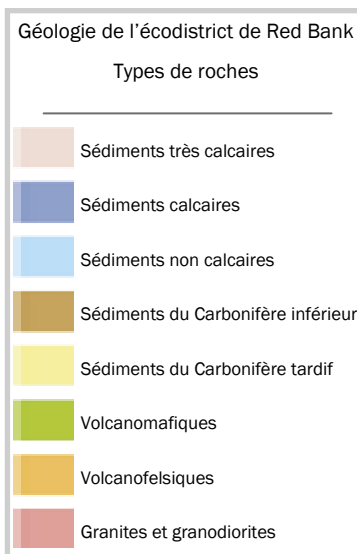 Géologie de l'écodistrict de Red Bank
Types de roches
Sédiments très calcaires
Sédiments calcaires
Sédiments non calcaires
Sédiments du Carbonifère inférieur
Sédiments du Carbonifère tardif
Volcanomafiques
Volcanofelsiques
Granites et granodiorites